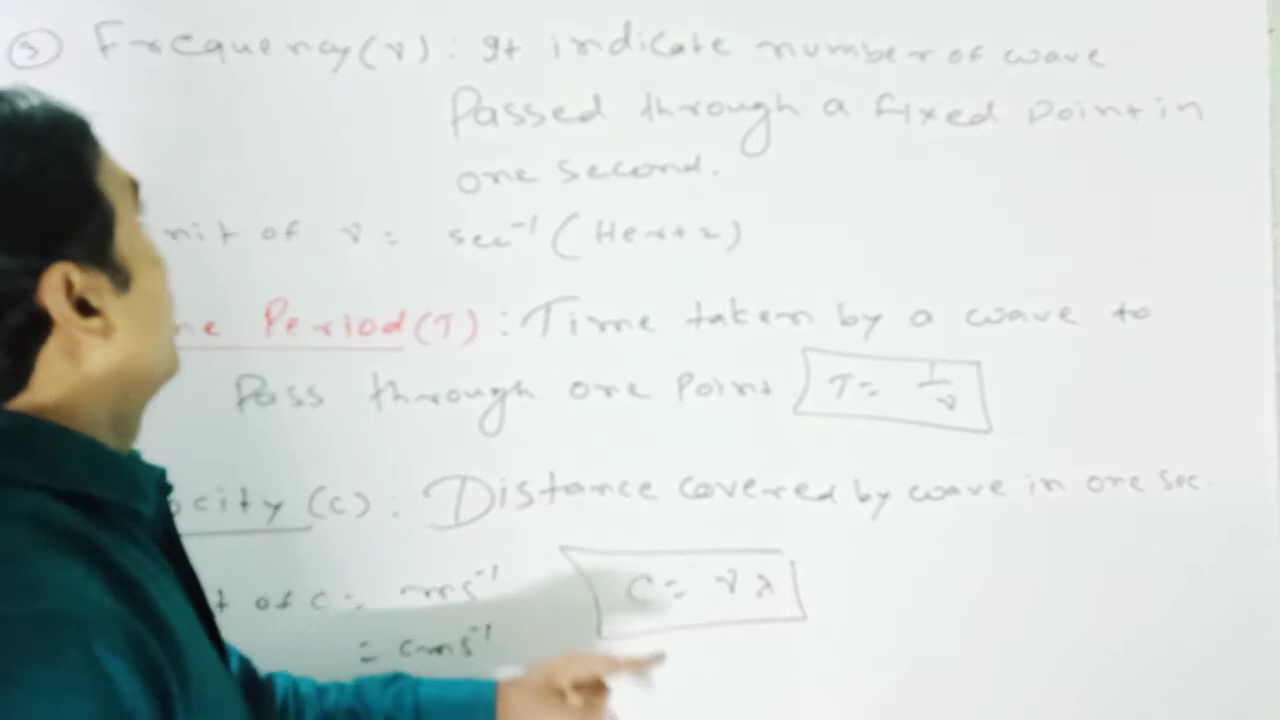 ③ Frequency(ν) : It indicate number of wave
Passed through a fixed point in
one second.
nit of ν = sec⁻¹ (Hertz)
ne Period(T) : Time taken by a wave to
Pass through one Point T = 1/ν
ocity (c) : Distance covered by wave in one sec.
t of c = ms⁻¹ C = νλ
= cms⁻¹